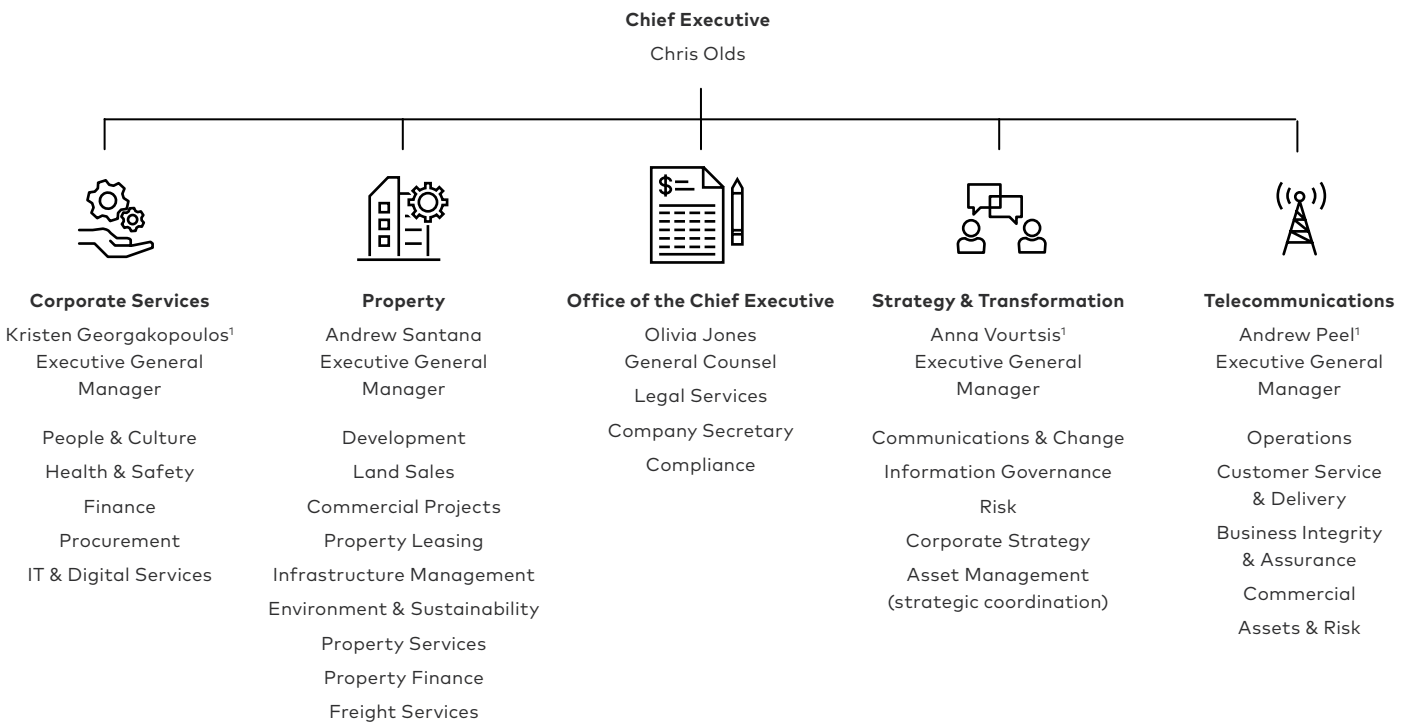 Chief Executive
Chris Olds
$
Corporate Services
Kristen Georgakopoulos¹
Executive General
Manager
People & Culture
Health & Safety
Finance
Procurement
IT & Digital Services
Property
Andrew Santana
Executive General
Manager
Development
Land Sales
Commercial Projects
Property Leasing
Infrastructure Management
Environment & Sustainability
Property Services
Property Finance
Freight Services
Office of the Chief Executive
Olivia Jones
General Counsel
Legal Services
Company Secretary
Compliance
Strategy & Transformation
Anna Vourtsis¹
Executive General
Manager
Communications & Change
Information Governance
Risk
Corporate Strategy
Asset Management
(strategic coordination)
Telecommunications
Andrew Peel¹
Executive General
Manager
Operations
Customer Service
& Delivery
Business Integrity
& Assurance
Commercial
Assets & Risk